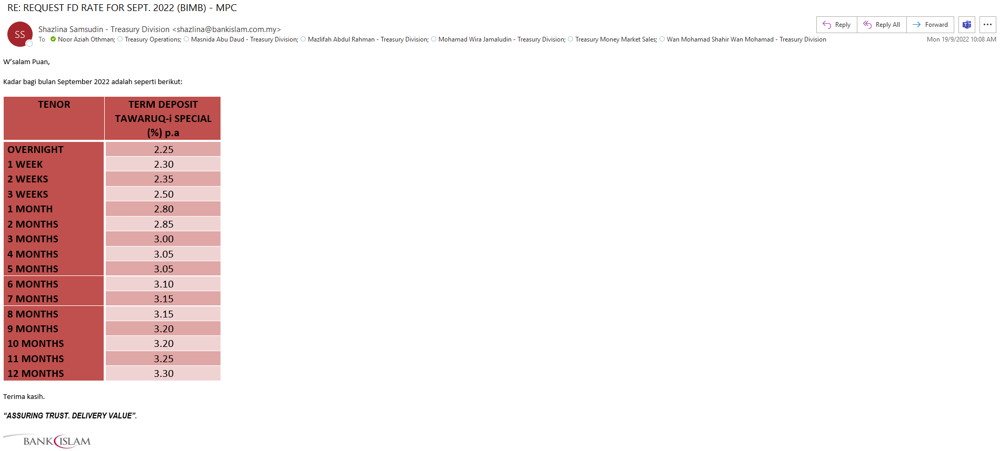 RE: REQUEST FD RATE FOR SEPT. 2022 (BIMB) - MPC
SS
Shazlina Samsudin - Treasury Division <shazlina@bankislam.com.my>
To Noor Aziah Othman; Treasury Operations; Masnida Abu Daud - Treasury Division; Mazlifah Abdul Rahman - Treasury Division; Mohamad Wira Jamaludin - Treasury Division; Treasury Money Market Sales; Wan Mohamad Shahir Wan Mohamad - Treasury Division
Reply Reply All Forward
Mon 19/9/2022 10:08 AM
W'salam Puan,
Kadar bagi bulan September 2022 adalah seperti berikut:
TENOR TERM DEPOSIT
TAWARUQ-i SPECIAL
(%) p.a
OVERNIGHT 2.25
1 WEEK 2.30
2 WEEKS 2.35
3 WEEKS 2.50
1 MONTH 2.80
2 MONTHS 2.85
3 MONTHS 3.00
4 MONTHS 3.05
5 MONTHS 3.05
6 MONTHS 3.10
7 MONTHS 3.15
8 MONTHS 3.15
9 MONTHS 3.20
10 MONTHS 3.20
11 MONTHS 3.25
12 MONTHS 3.30
Terima kasih.
“ASSURING TRUST. DELIVERY VALUE”.
BANK ISLAM